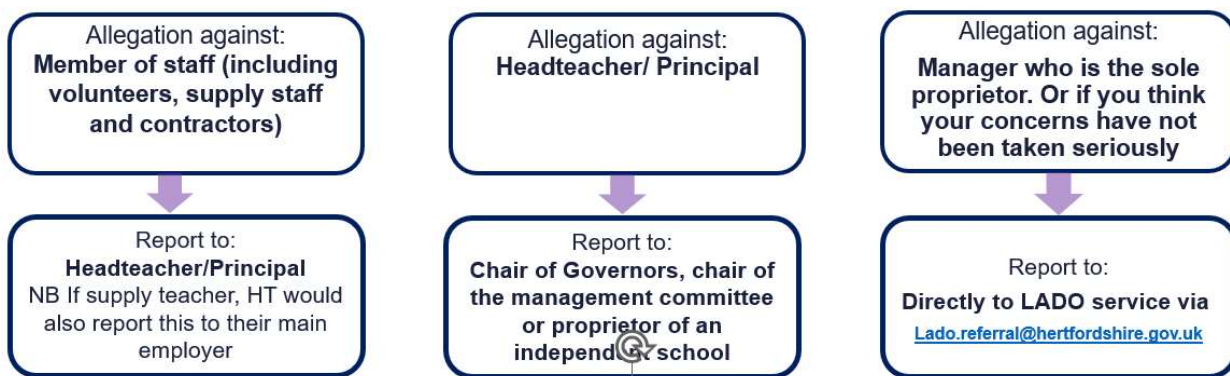 Allegation against:
Member of staff (including
volunteers, supply staff
and contractors)
Allegation against:
Headteacher/ Principal
Allegation against:
Manager who is the sole
proprietor. Or if you think
your concerns have not
been taken seriously
Report to:
Headteacher/Principal
NB If supply teacher, HT would
also report this to their main
employer
Report to:
Chair of Governors, chair of
the management committee
or proprietor of an
independent school
Report to:
Directly to LADO service via
Lado.referral@hertfordshire.gov.uk